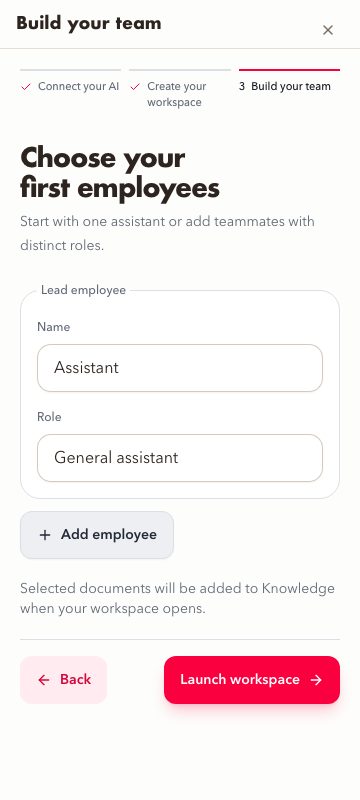 Build your team
Connect your AI
Create your
workspace
3 Build your team
Choose your
first employees
Start with one assistant or add teammates with
distinct roles.
Lead employee
Name
Assistant
Role
General assistant
+ Add employee
Selected documents will be added to Knowledge
when your workspace opens.
← Back
Launch workspace →